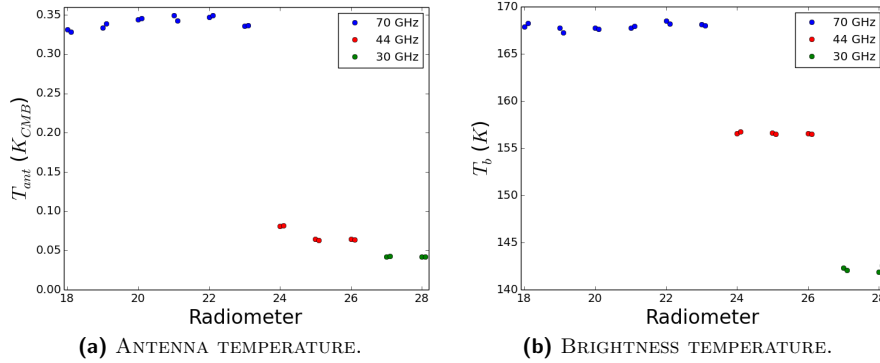 0.35
0.30
0.25
0.20
0.15
0.10
0.05
0.00
T_ant (K_CMB)
18 20 22 24 26 28
Radiometer
70 GHz
44 GHz
30 GHz
(a) ANTENNA TEMPERATURE.
170
165
160
155
150
145
140
T_b (K)
18 20 22 24 26 28
Radiometer
70 GHz
44 GHz
30 GHz
(b) BRIGHTNESS TEMPERATURE.